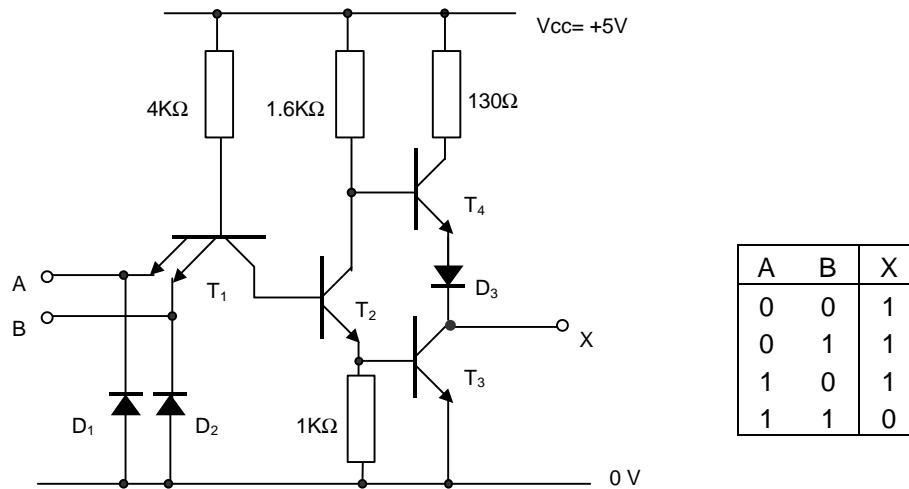 Vcc= +5V
4KΩ
1.6KΩ
130Ω
T4
A
T1
B
T2
D3
X
T3
D1
D2
1KΩ
0 V
A B X
0 0 1
0 1 1
1 0 1
1 1 0